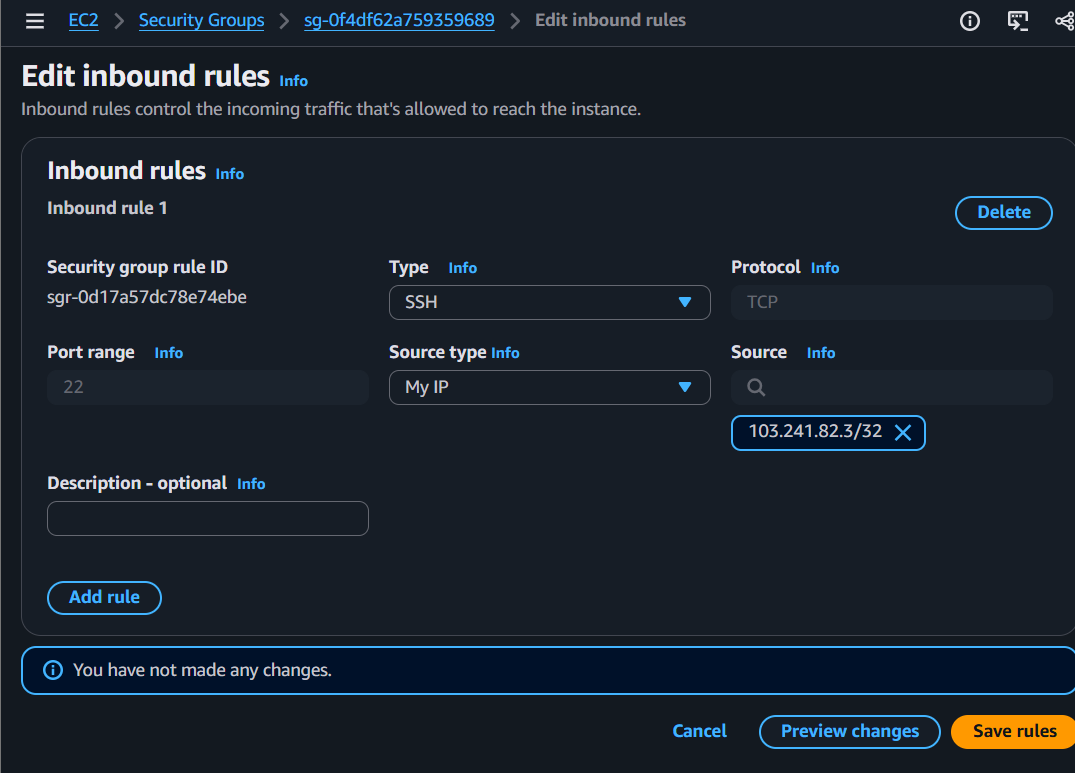 EC2 > Security Groups > sg-0f4df62a759359689 > Edit inbound rules
Edit inbound rules Info
Inbound rules control the incoming traffic that's allowed to reach the instance.
Inbound rules Info
Inbound rule 1
Delete
Security group rule ID
sgr-0d17a57dc78e74ebe
Type Info
SSH
Protocol Info
TCP
Port range Info
22
Source type Info
My IP
Source Info
103.241.82.3/32
Description - optional Info
Add rule
You have not made any changes.
Cancel
Preview changes
Save rules